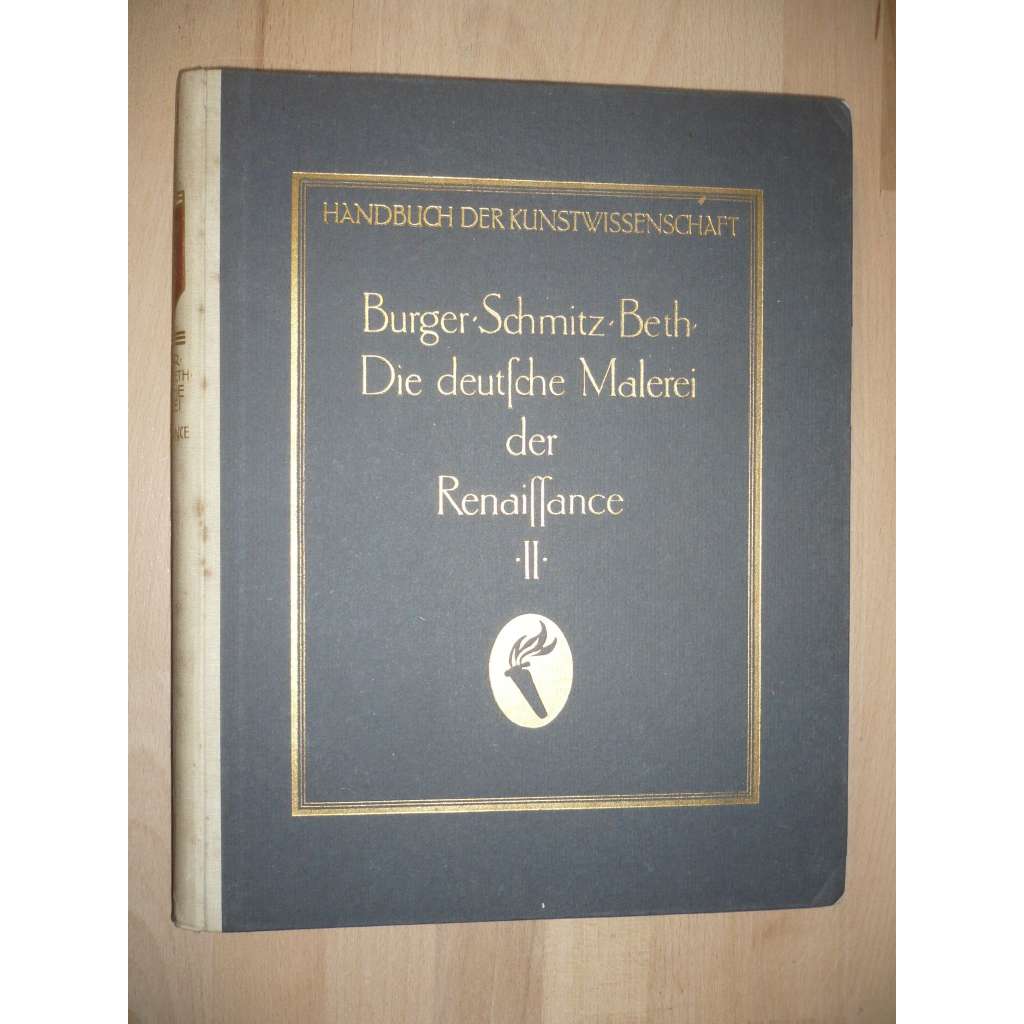 HANDBUCH DER KUNSTWISSENSCHAFT
Burger·Schmitz·Beth·
Die deutſche Malerei
der
Renaiſſance
·II·